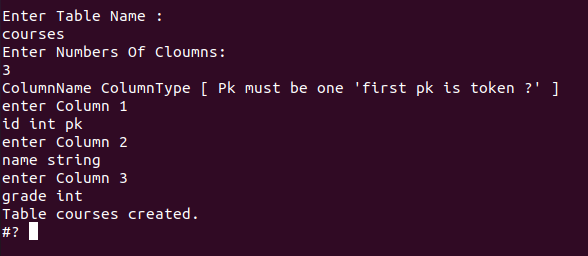 Enter Table Name :
courses
Enter Numbers Of Cloumns:
3
ColumnName ColumnType [ Pk must be one 'first pk is token ?' ]
enter Column 1
id int pk
enter Column 2
name string
enter Column 3
grade int
Table courses created.
#?